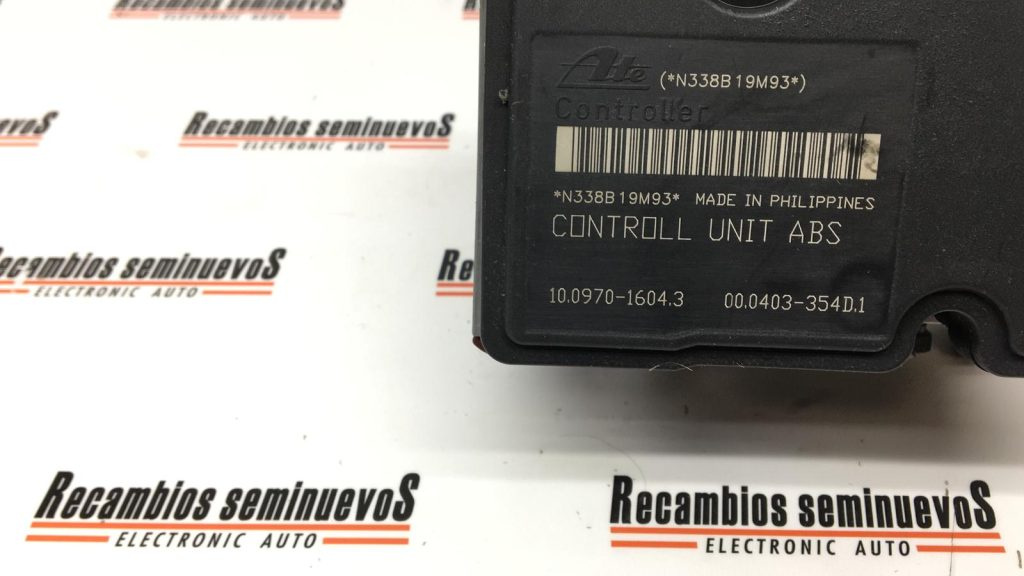 Recambios seminuevoS
ELECTRONIC AUTO
Recambios seminuevoS
ELECTRONIC AUTO
Ate (*N338B19M93*)
Controller
*N338B19M93* MADE IN PHILIPPINES
CONTROLL UNIT ABS
10.0970-1604.3 00.0403-354D.1
Recambios seminuevoS
ELECTRONIC AUTO
Recambios seminuevoS
ELECTRONIC AUTO